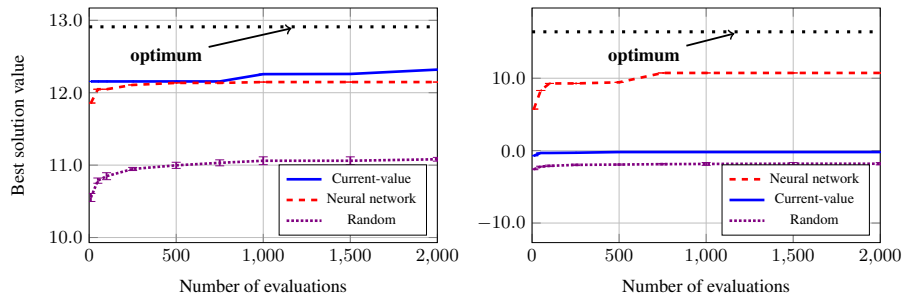 Best solution value
13.0
12.0
11.0
10.0
optimum
Current-value
Neural network
Random
0
500
1,000
1,500
2,000
Number of evaluations
10.0
0.0
−10.0
optimum
Neural network
Current-value
Random
0
500
1,000
1,500
2,000
Number of evaluations